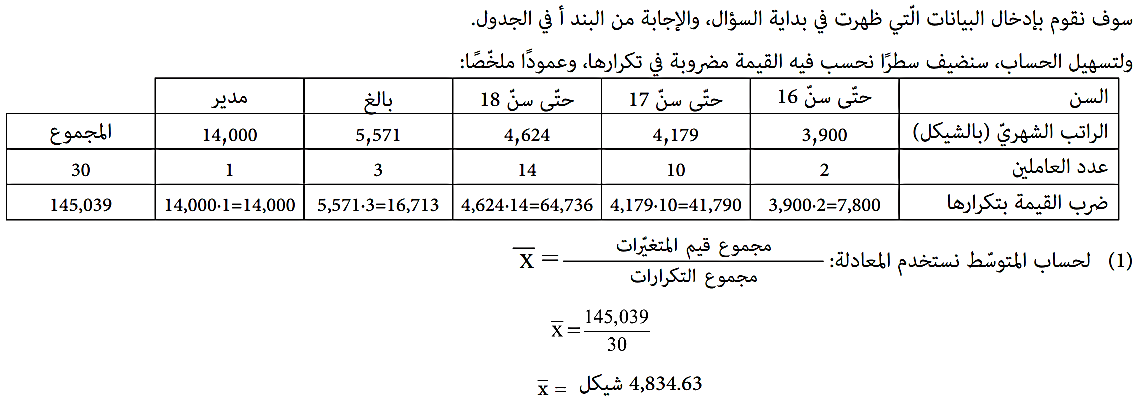 سوف نقوم بإدخال البيانات الّتي ظهرت في بداية السؤال، والإجابة من البند أ في الجدول.
ولتسهيل الحساب، سنضيف سطرًا نحسب فيه القيمة مضروبة في تكرارها، وعمودًا ملخّصًا:
السن حتّى سنّ 16 حتّى سنّ 17 حتّى سنّ 18 بالغ مدير
الراتب الشهريّ (بالشيكل) 3,900 4,179 4,624 5,571 14,000 المجموع
عدد العاملين 2 10 14 3 1 30
ضرب القيمة بتكرارها 3,900·2=7,800 4,179·10=41,790 4,624·14=64,736 5,571·3=16,713 14,000·1=14,000 145,039
(1) لحساب المتوسّط نستخدم المعادلة: x̄ = مجموع قيم المتغيّرات
مجموع التكرارات
x̄ = 145,039
30
x̄ = 4,834.63 شيكل